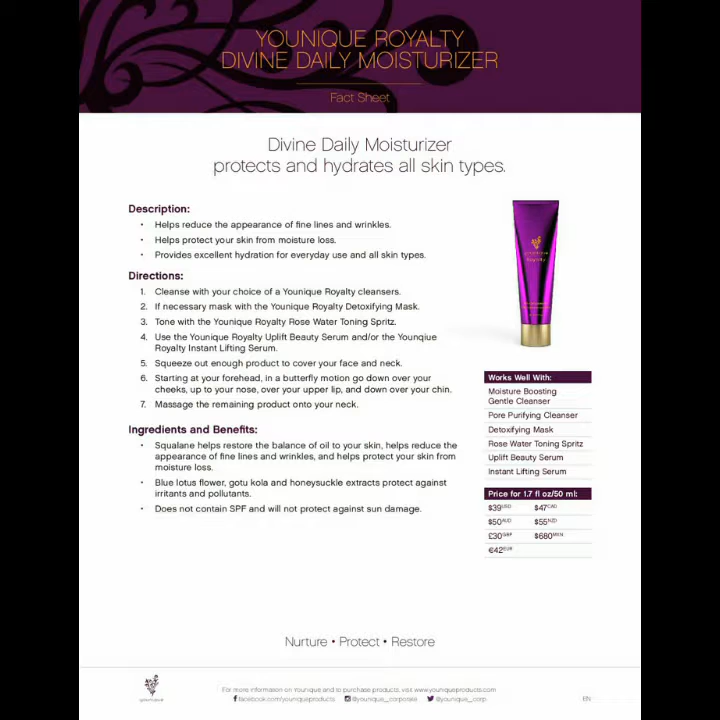 YOUNIQUE ROYALTY
DIVINE DAILY MOISTURIZER
Fact Sheet
Divine Daily Moisturizer
protects and hydrates all skin types.
Description:
• Helps reduce the appearance of fine lines and wrinkles.
• Helps protect your skin from moisture loss.
• Provides excellent hydration for everyday use and all skin types.
Directions:
1. Cleanse with your choice of a Younique Royalty cleansers.
2. If necessary mask with the Younique Royalty Detoxifying Mask.
3. Tone with the Younique Royalty Rose Water Toning Spritz.
4. Use the Younique Royalty Uplift Beauty Serum and/or the Younqiue
Royalty Instant Lifting Serum.
5. Squeeze out enough product to cover your face and neck.
6. Starting at your forehead, in a butterfly motion go down over your
cheeks, up to your nose, over your upper lip, and down over your chin.
7. Massage the remaining product onto your neck.
Ingredients and Benefits:
• Squalane helps restore the balance of oil to your skin, helps reduce the
appearance of fine lines and wrinkles, and helps protect your skin from
moisture loss.
• Blue lotus flower, gotu kola and honeysuckle extracts protect against
irritants and pollutants.
• Does not contain SPF and will not protect against sun damage.
YOUNIQUE
Royalty
Works Well With:
Moisture Boosting
Gentle Cleanser
Pore Purifying Cleanser
Detoxifying Mask
Rose Water Toning Spritz
Uplift Beauty Serum
Instant Lifting Serum
Price for 1.7 fl oz/50 ml:
$39USD $47CAD
$50AUD $55NZD
£30GBP $680MXN
€42EUR
Nurture • Protect • Restore
YOUNIQUE
For more information on Younique and to purchase products, visit www.youniqueproducts.com
facebook.com/youniqueproducts @younique_corporate @younique_corp
EN